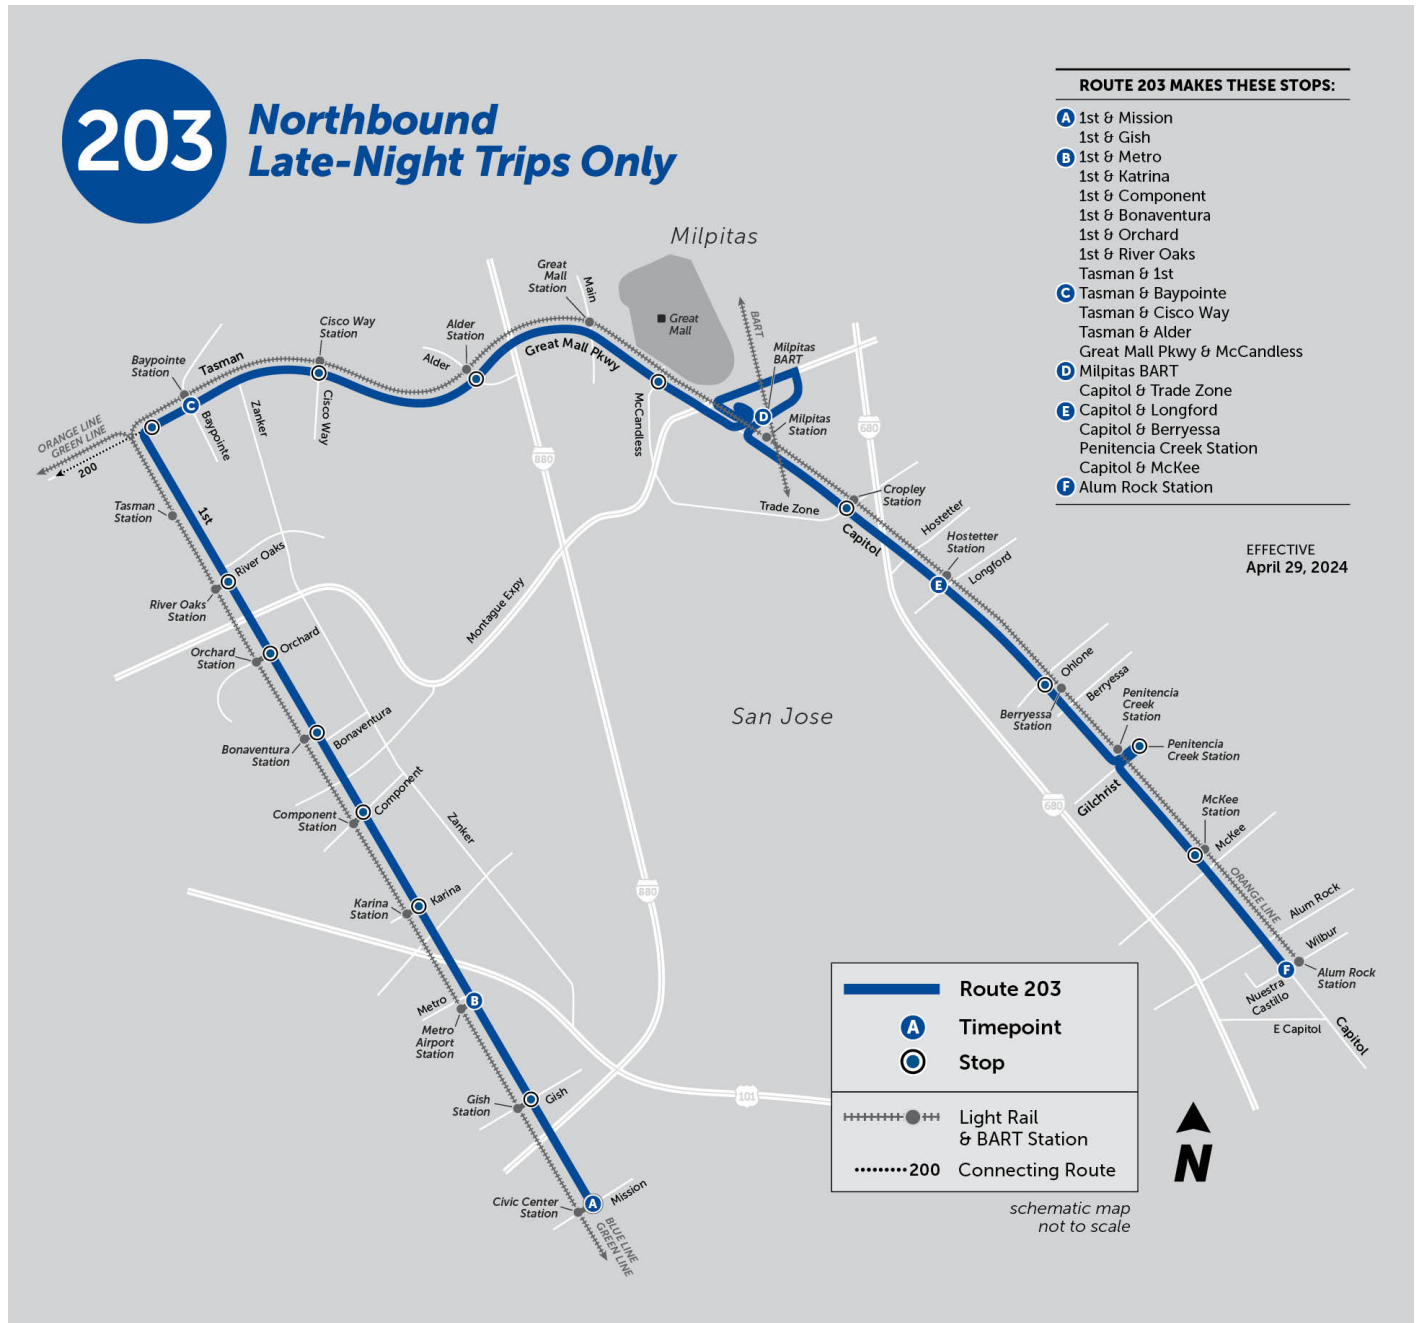 203
Northbound
Late-Night Trips Only
ROUTE 203 MAKES THESE STOPS:
A 1st & Mission
1st & Gish
B 1st & Metro
1st & Katrina
1st & Component
1st & Bonaventura
1st & Orchard
1st & River Oaks
Tasman & 1st
C Tasman & Baypointe
Tasman & Cisco Way
Tasman & Alder
Great Mall Pkwy & McCandless
D Milpitas BART
Capitol & Trade Zone
E Capitol & Longford
Capitol & Berryessa
Penitencia Creek Station
Capitol & McKee
F Alum Rock Station
EFFECTIVE
April 29, 2024
Milpitas
Great
Mall
Station
Main
Great
Mall
BART
Milpitas
BART
Cisco Way
Station
Alder
Station
Alder
Great Mall Pkwy
Baypointe
Station
Tasman
C
Baypointe
Zanker
Cisco Way
McCandless
D
Milpitas
Station
680
880
ORANGE LINE
GREEN LINE
200
Tasman
Station
1st
Trade Zone
Cropley
Station
Capitol
Hostetter
Hostetter
Station
Longford
E
River Oaks
River Oaks
Station
Montague Expy
Orchard
Orchard
Station
Ohlone
Berryessa
Berryessa
Station
Penitencia
Creek
Station
Penitencia
Creek Station
San Jose
Bonaventura
Bonaventura
Station
Component
Component
Station
Zanker
Gilchrist
680
McKee
Station
McKee
ORANGE LINE
Alum Rock
Wilbur
F
Alum Rock
Station
Nuestra
Castillo
E Capitol
Capitol
880
Karina
Karina
Station
Metro
B
Metro
Airport
Station
Gish
Gish
Station
101
Mission
A
Civic Center
Station
BLUE LINE
GREEN LINE
Route 203
A Timepoint
Stop
Light Rail
& BART Station
200 Connecting Route
schematic map
not to scale
N